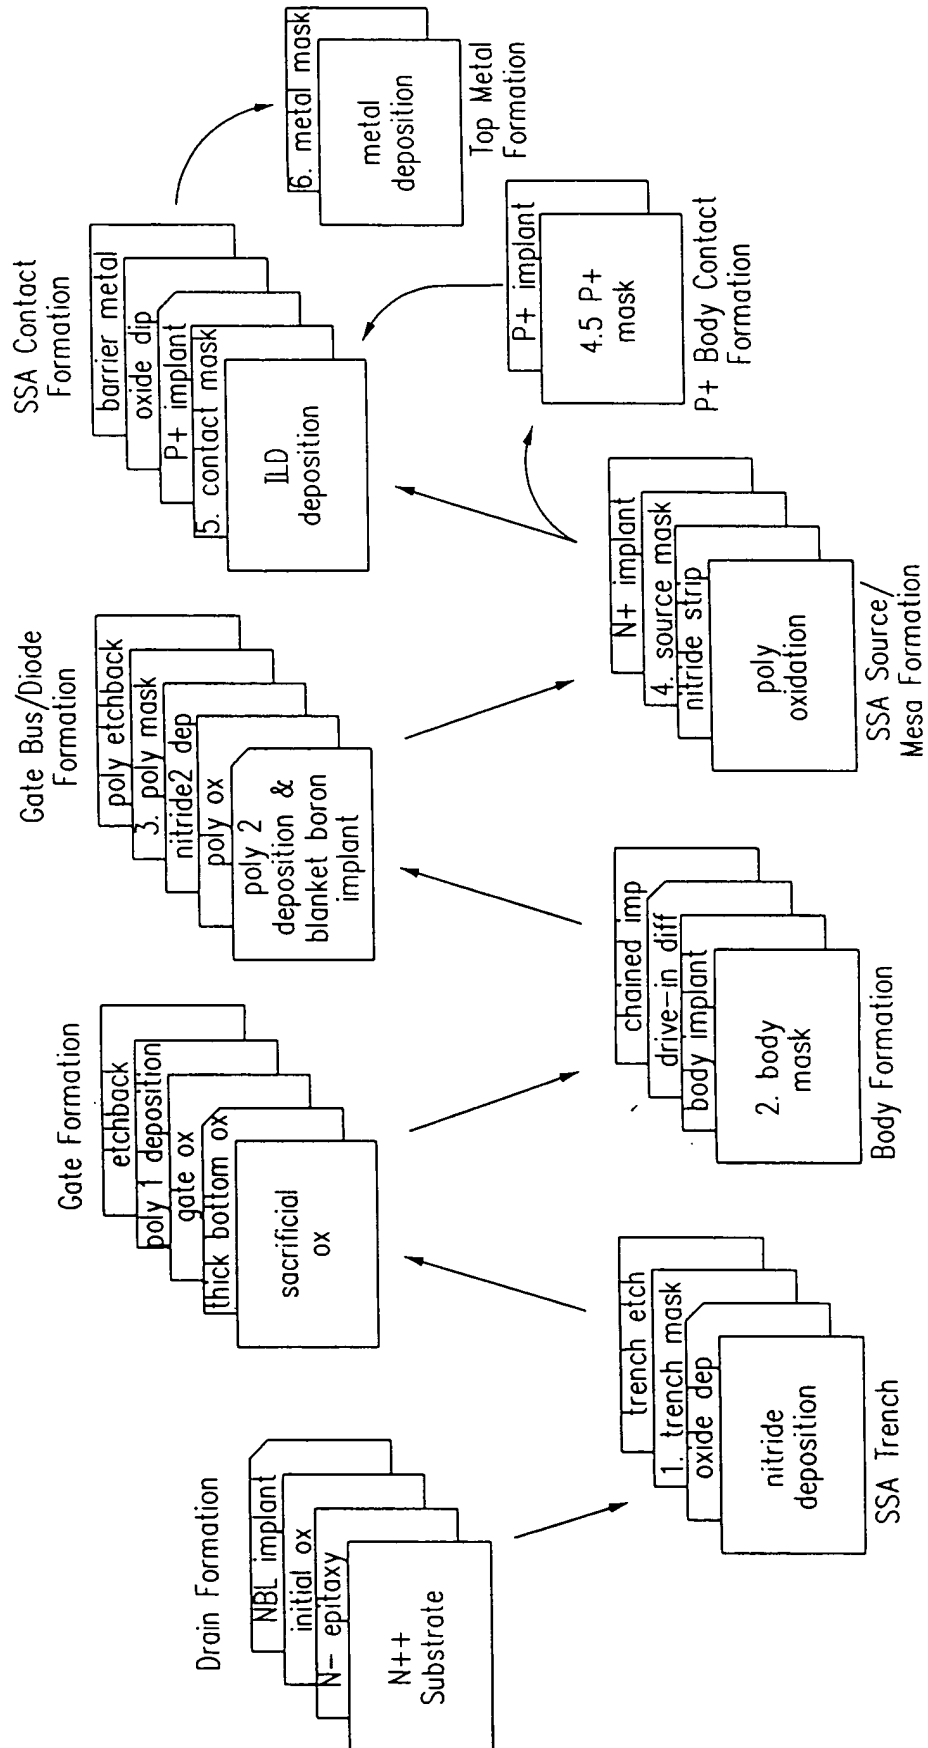 Drain Formation
NBL implant
initial ox
N- epitaxy
N++
Substrate
SSA Trench
trench etch
1. trench mask
oxide dep
nitride
deposition
Gate Formation
etchback
poly 1 deposition
gate ox
thick bottom ox
sacrificial
ox
Body Formation
chained imp
drive-in diff
body implant
2. body
mask
Gate Bus/Diode
Formation
poly etchback
3. poly mask
nitride2 dep
poly ox
poly 2
deposition &
blanket boron
implant
SSA Source/
Mesa Formation
N+ implant
4. source mask
nitride strip
poly
oxidation
P+ Body Contact
Formation
P+ implant
4.5 P+
mask
SSA Contact
Formation
barrier metal
oxide dip
P+ implant
5. contact mask
ILD
deposition
Top Metal
Formation
6. metal mask
metal
deposition